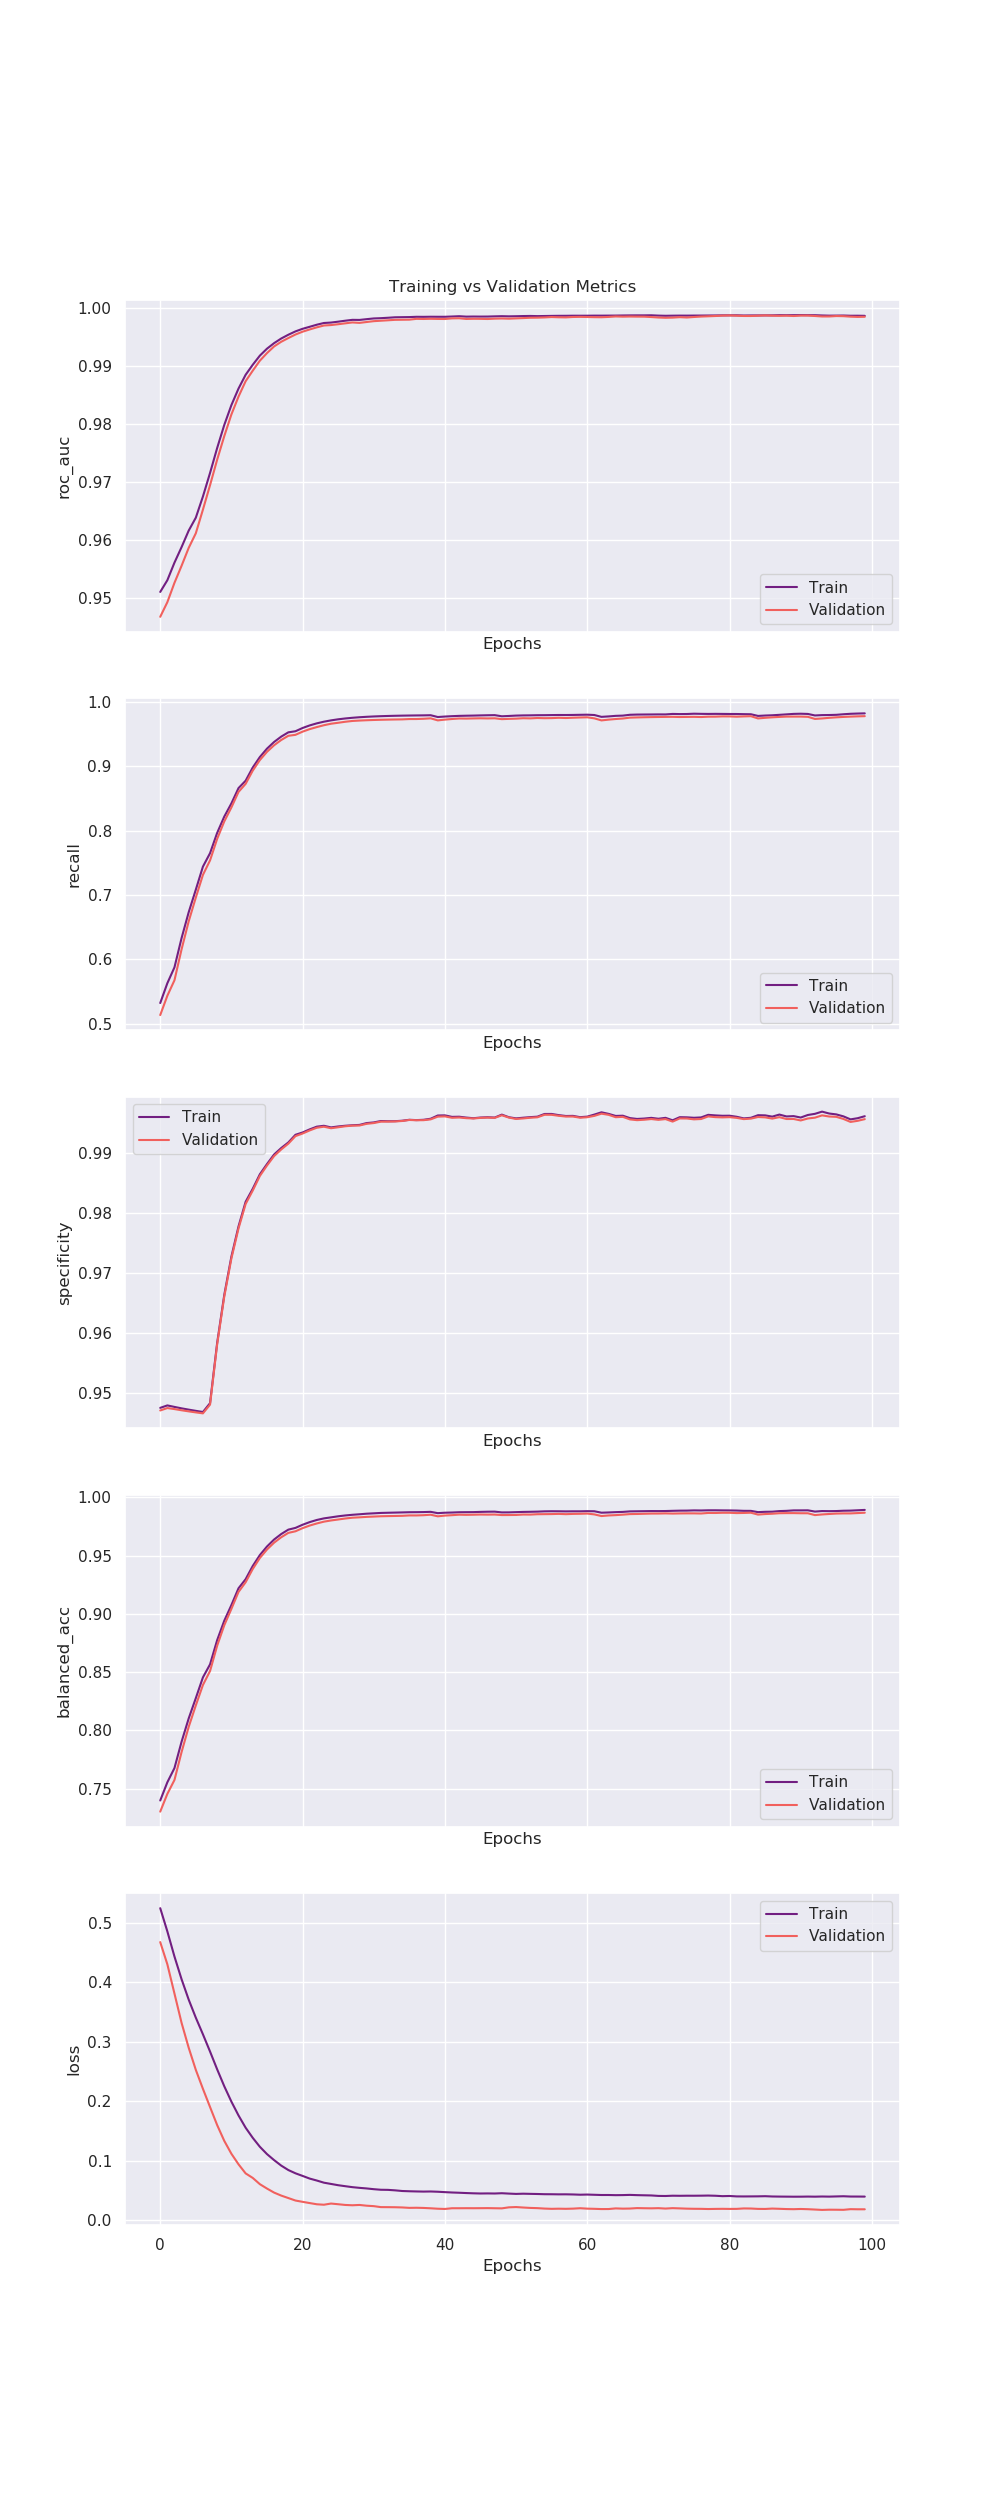 Training vs Validation Metrics
1.00
0.99
0.98
0.97
0.96
0.95
roc_auc
Train
Validation
Epochs
1.0
0.9
0.8
0.7
0.6
0.5
recall
Train
Validation
Epochs
Train
Validation
0.99
0.98
0.97
0.96
0.95
specificity
Epochs
1.00
0.95
0.90
0.85
0.80
0.75
balanced_acc
Train
Validation
Epochs
Train
Validation
0.5
0.4
0.3
0.2
0.1
0.0
loss
0 20 40 60 80 100
Epochs